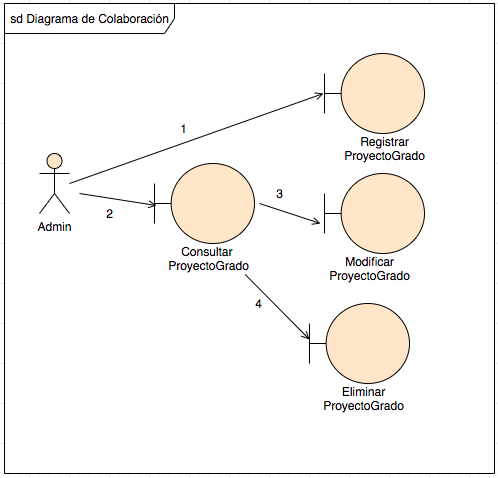 sd Diagrama de Colaboración
1
Registrar
ProyectoGrado
Admin
2
Consultar
ProyectoGrado
3
Modificar
ProyectoGrado
4
Eliminar
ProyectoGrado